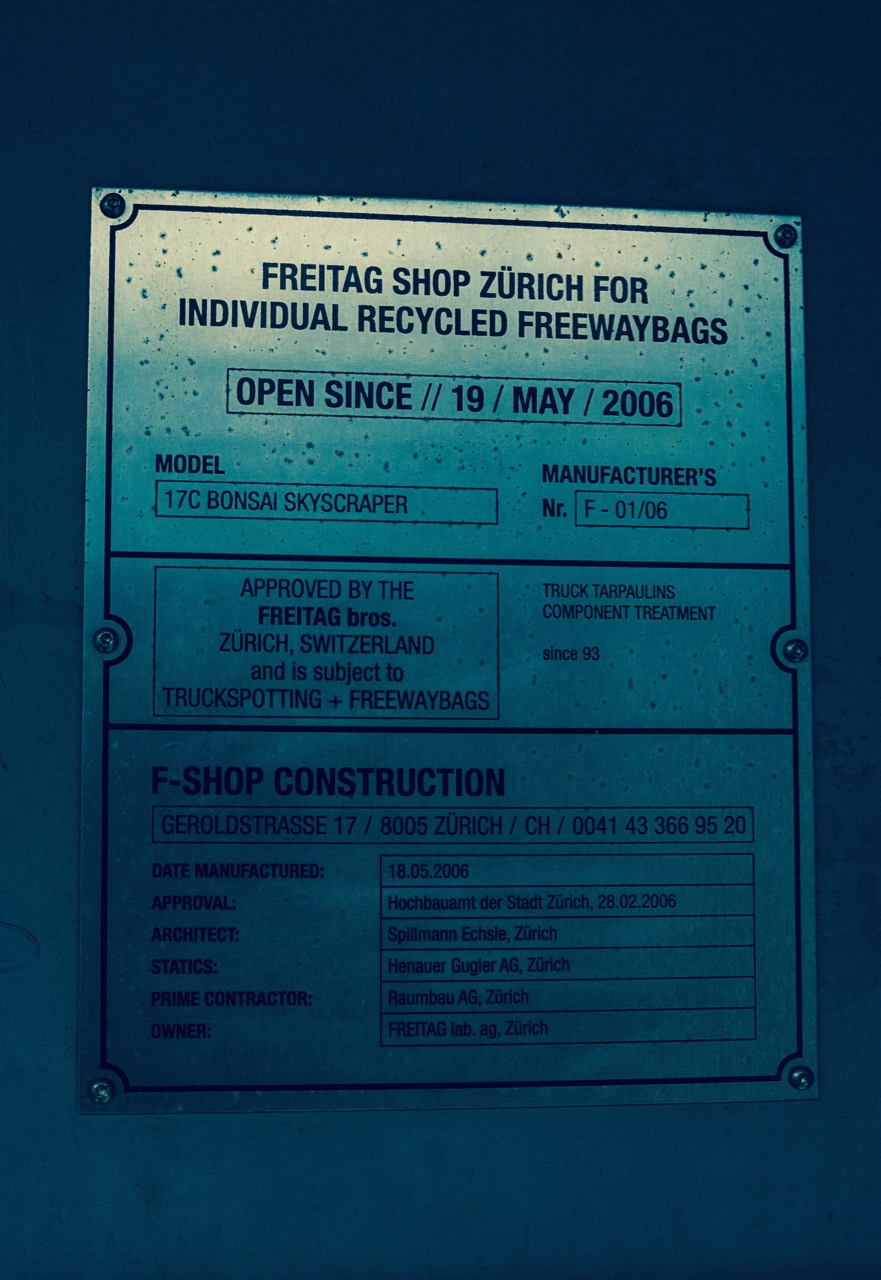 FREITAG SHOP ZÜRICH FOR
INDIVIDUAL RECYCLED FREEWAYBAGS
OPEN SINCE // 19 / MAY / 2006
MODEL
17C BONSAI SKYSCRAPER
MANUFACTURER'S
Nr. F - 01/06
APPROVED BY THE
FREITAG bros.
ZÜRICH, SWITZERLAND
and is subject to
TRUCKSPOTTING + FREEWAYBAGS
TRUCK TARPAULINS
COMPONENT TREATMENT
since 93
F-SHOP CONSTRUCTION
GEROLDSTRASSE 17 / 8005 ZÜRICH / CH / 0041 43 366 95 20
DATE MANUFACTURED: 18.05.2006
APPROVAL: Hochbauamt der Stadt Zürich, 28.02.2006
ARCHITECT: Spillmann Echsle, Zürich
STATICS: Henauer Gugler AG, Zürich
PRIME CONTRACTOR: Raumbau AG, Zürich
OWNER: FREITAG lab. ag, Zürich